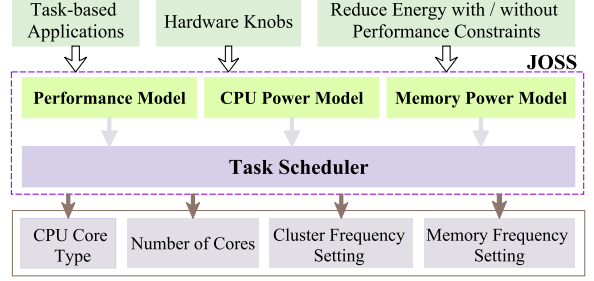 Task-based
Applications
Hardware Knobs
Reduce Energy with / without
Performance Constraints
JOSS
Performance Model
CPU Power Model
Memory Power Model
Task Scheduler
CPU Core
Type
Number of Cores
Cluster Frequency
Setting
Memory Frequency
Setting